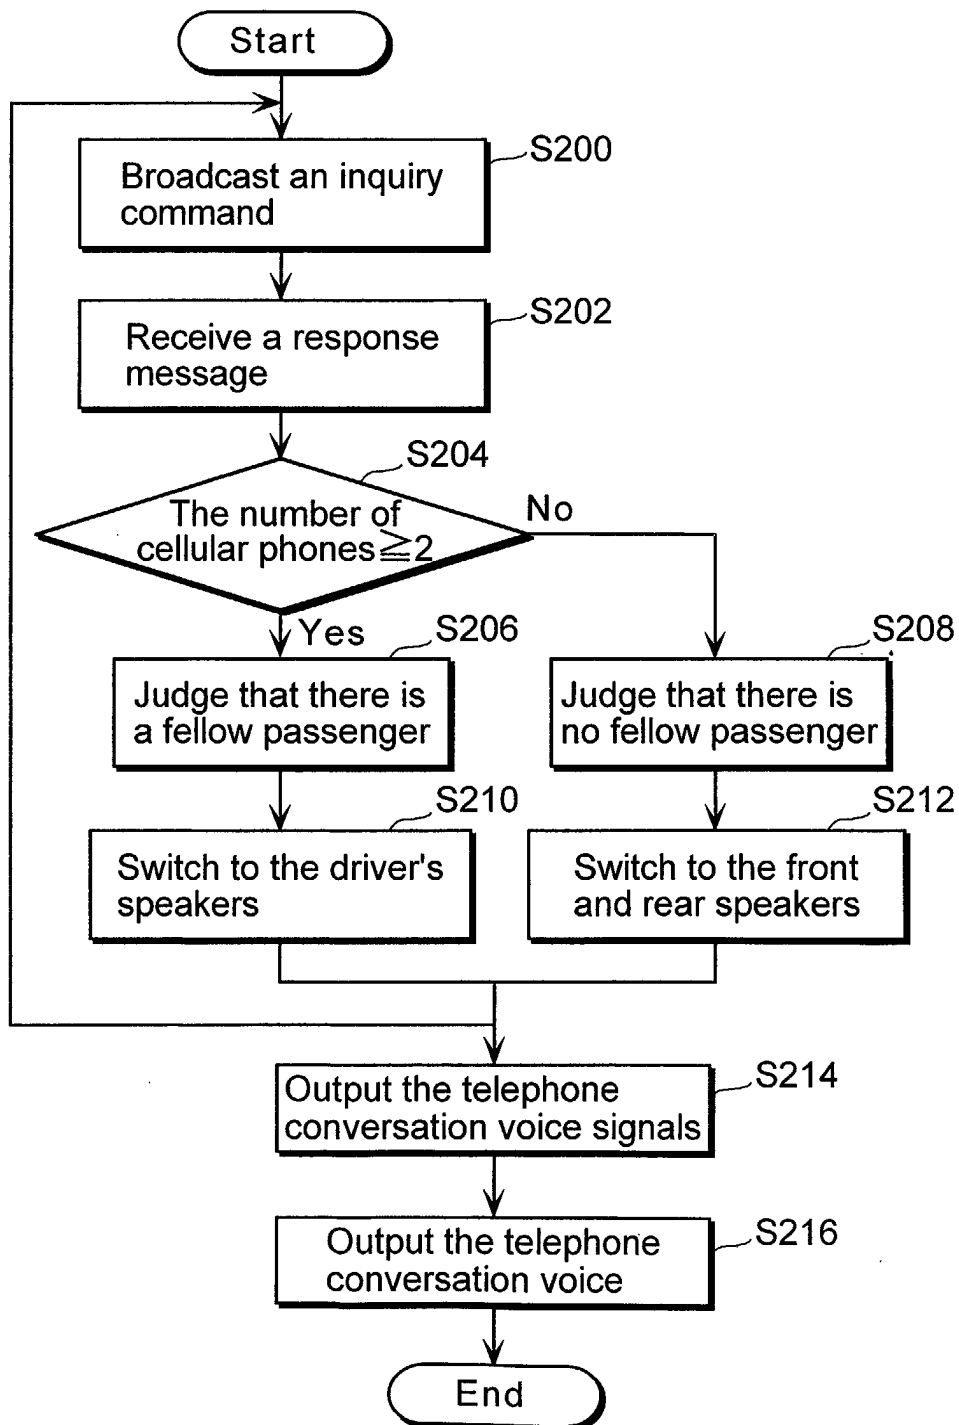 Start
S200
Broadcast an inquiry
command
S202
Receive a response
message
S204
The number of
cellular phones≧2
No
Yes
S206
Judge that there is
a fellow passenger
S208
Judge that there is
no fellow passenger
S210
Switch to the driver's
speakers
S212
Switch to the front
and rear speakers
S214
Output the telephone
conversation voice signals
S216
Output the telephone
conversation voice
End